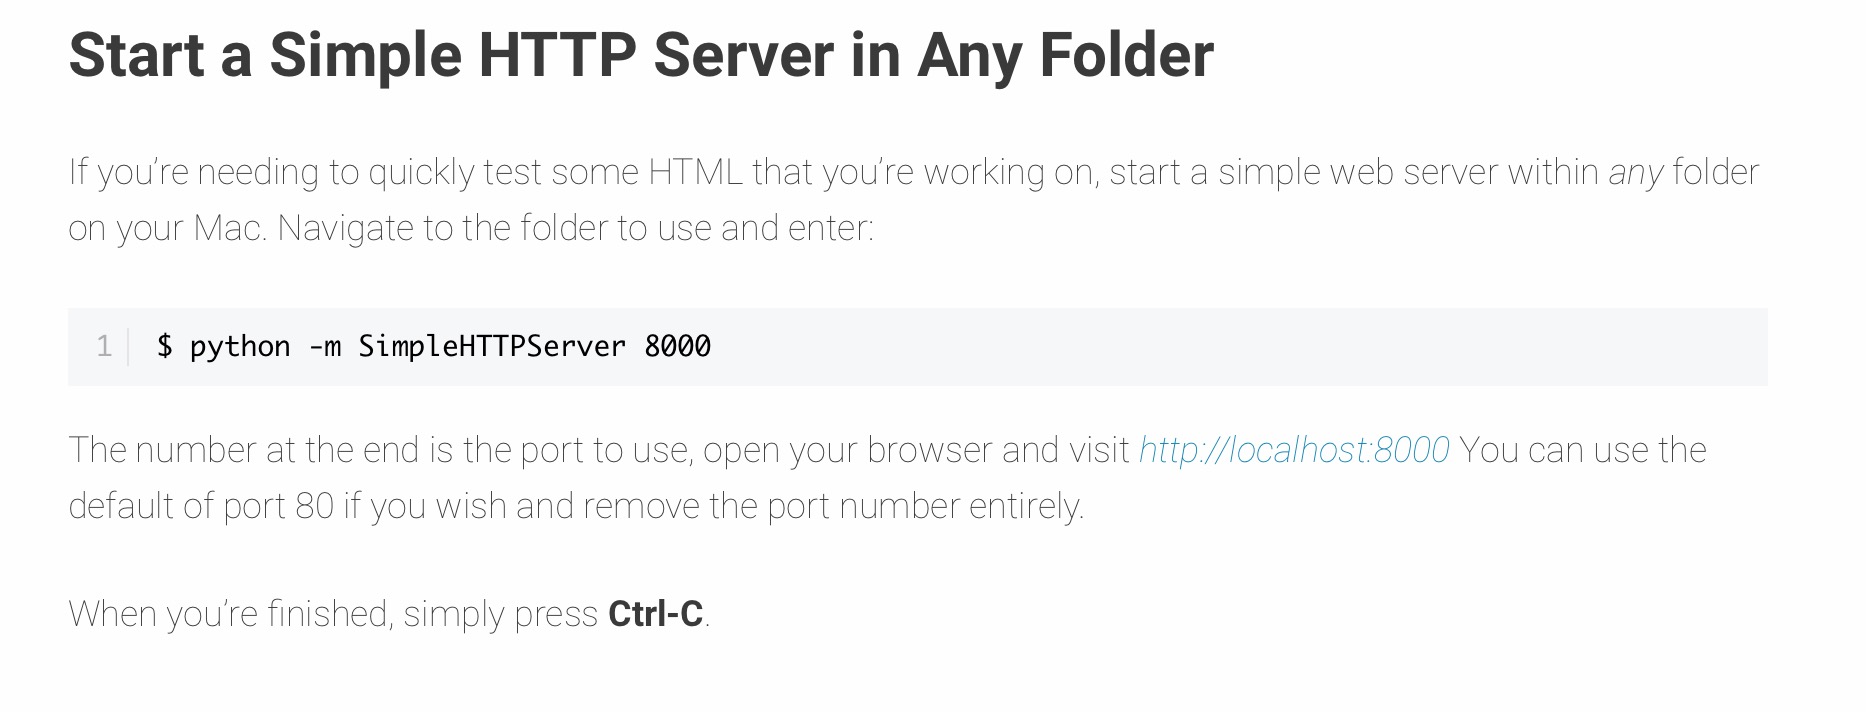 Start a Simple HTTP Server in Any Folder
If you’re needing to quickly test some HTML that you’re working on, start a simple web server within any folder
on your Mac. Navigate to the folder to use and enter:
1 $ python -m SimpleHTTPServer 8000
The number at the end is the port to use, open your browser and visit http://localhost:8000 You can use the
default of port 80 if you wish and remove the port number entirely.
When you’re finished, simply press Ctrl-C.